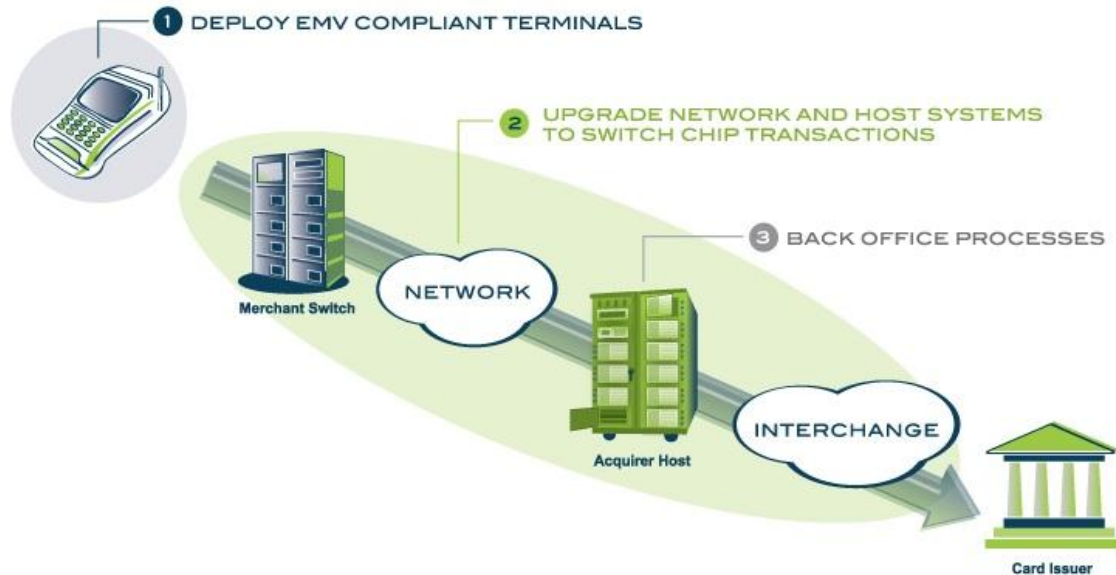 1 DEPLOY EMV COMPLIANT TERMINALS
2 UPGRADE NETWORK AND HOST SYSTEMS
TO SWITCH CHIP TRANSACTIONS
3 BACK OFFICE PROCESSES
Merchant Switch
NETWORK
Acquirer Host
INTERCHANGE
Card Issuer